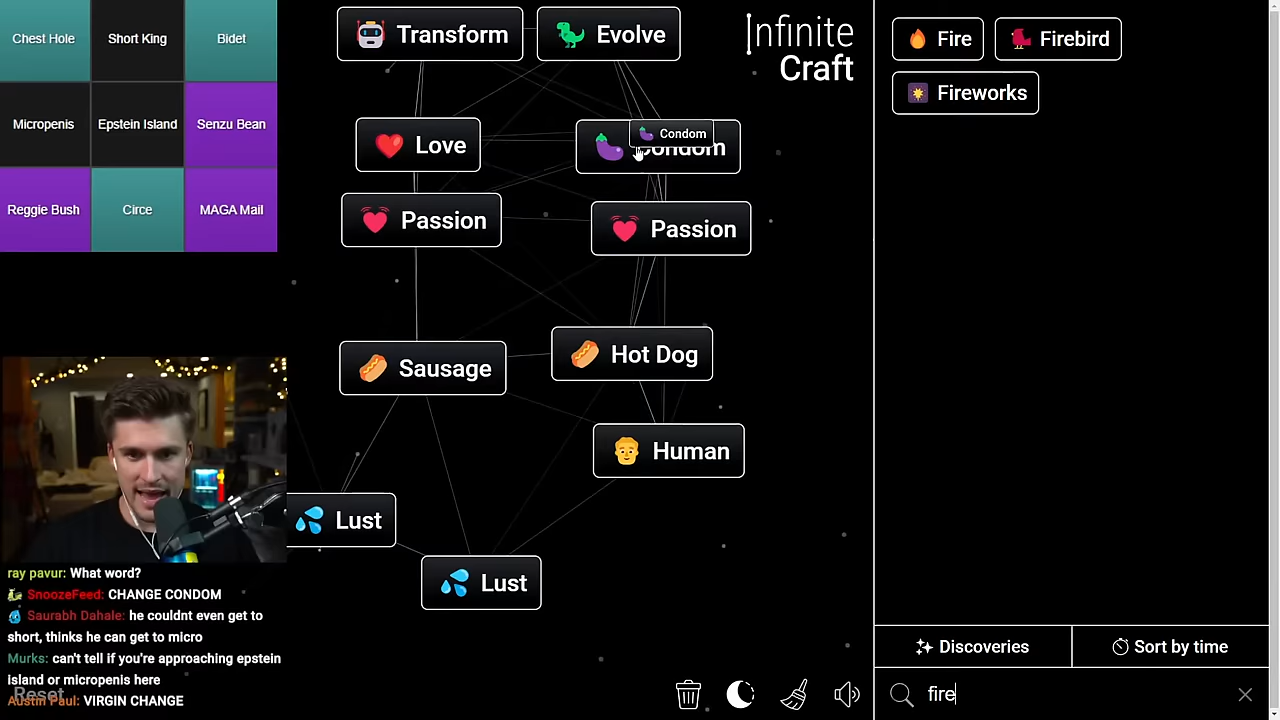 Chest Hole
Short King
Bidet
Micropenis
Epstein Island
Senzu Bean
Reggie Bush
Circe
MAGA Mail
Transform
Evolve
Infinite
Craft
Love
Condom
Condom
Passion
Passion
Sausage
Hot Dog
Human
Lust
Lust
Fire
Firebird
Fireworks
ray pavur: What word?
SnoozeFeed: CHANGE CONDOM
Saurabh Dahale: he couldnt even get to
short, thinks he can get to micro
Murks: can't tell if you're approaching epstein
island or micropenis here
Austin Paul: VIRGIN CHANGE
Reset
Discoveries
Sort by time
fire